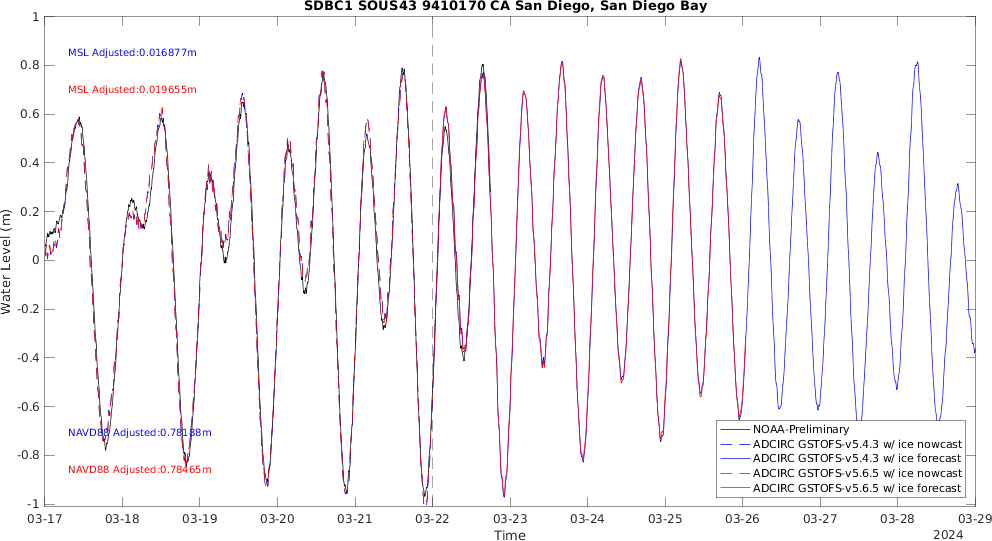 SDBC1 SOUS43 9410170 CA San Diego, San Diego Bay
1
0.8
0.6
0.4
0.2
0
-0.2
-0.4
-0.6
-0.8
-1
Water Level (m)
MSL Adjusted:0.016877m
MSL Adjusted:0.019655m
NAVD88 Adjusted:0.78188m
NAVD88 Adjusted:0.78465m
NOAA-Preliminary
ADCIRC GSTOFS-v5.4.3 w/ ice nowcast
ADCIRC GSTOFS-v5.4.3 w/ ice forecast
ADCIRC GSTOFS-v5.6.5 w/ ice nowcast
ADCIRC GSTOFS-v5.6.5 w/ ice forecast
03-17 03-18 03-19 03-20 03-21 03-22 03-23 03-24 03-25 03-26 03-27 03-28 03-29
Time
2024